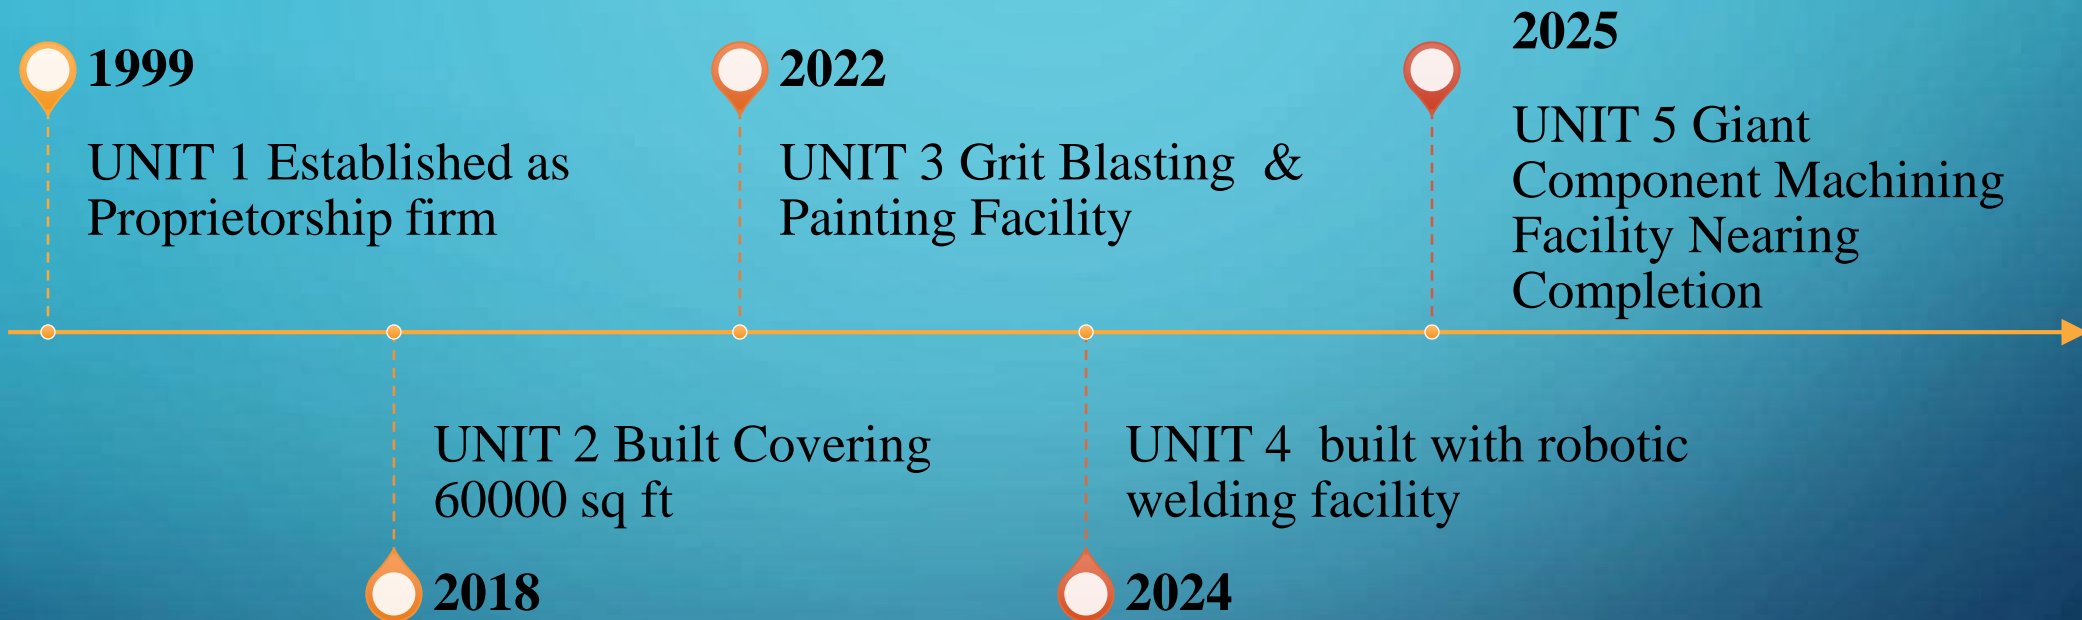 1999
UNIT 1 Established as
Proprietorship firm
UNIT 2 Built Covering
60000 sq ft
2018
2022
UNIT 3 Grit Blasting  &
Painting Facility
UNIT 4  built with robotic
welding facility
2024
2025
UNIT 5 Giant
Component Machining
Facility Nearing
Completion